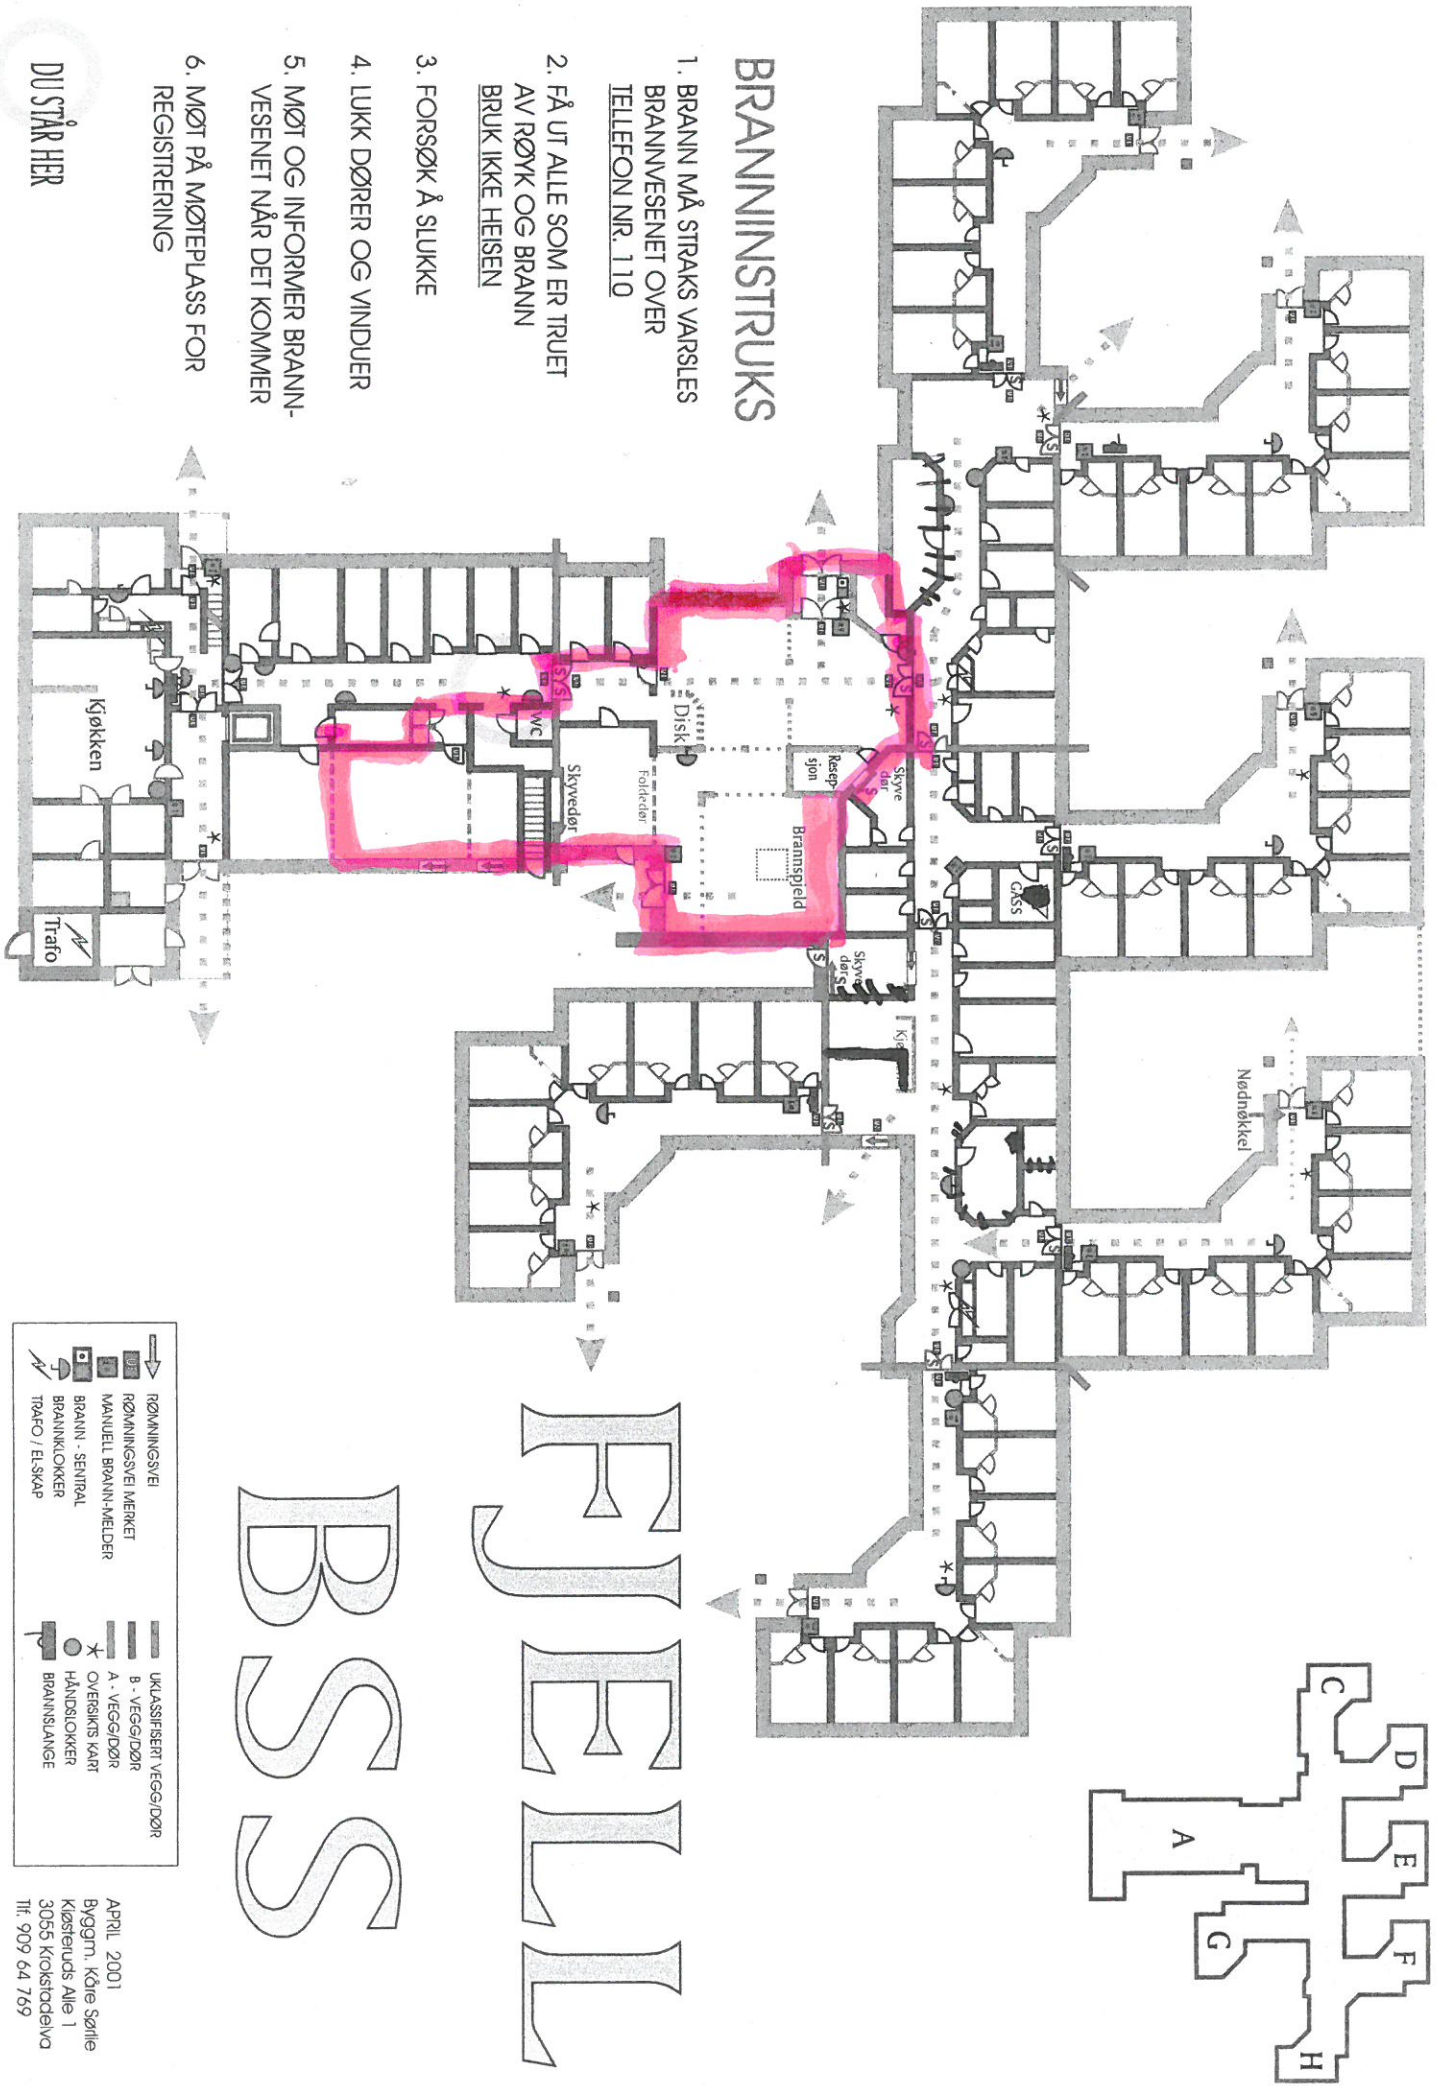 BRANNINSTRUKS
1. BRANN MÅ STRAKS VARSLES
BRANNVESENET OVER
TELLEFON NR. 110
2. FÅ UT ALLE SOM ER TRUET
AV RØYK OG BRANN
BRUK IKKE HEISEN
3. FORSØK Å SLUKKE
4. LUKK DØRER OG VINDUER
5. MØT OG INFORMER BRANN-
VESENET NÅR DET KOMMER
6. MØT PÅ MØTEPLASS FOR
REGISTRERING
DU STÅR HER
Nødnøkkel
GASS
Skyve
dør
S
Resep-
sjon
Brannspjeld
Skyve
dør S
Disk
Foldedør
Skyvedør
WC
Kjøkken
Trafo
FJELL
BSS
C
D
E
F
A
G
H
RØMNINGSVEI
RØMNINGSVEI MERKET
MANUELL BRANN-MELDER
BRANN - SENTRAL
BRANNKLOKKER
TRAFO / EL-SKAP
UKLASSIFISERT VEGG/DØR
B - VEGG/DØR
A - VEGG/DØR
OVERSIKTS KART
HÅNDSLOKKER
BRANNSLANGE
APRIL 2001
Byggm. Kåre Sørlie
Kløsteruds Alle 1
3055 Krokstadelva
Tlf. 909 64 769